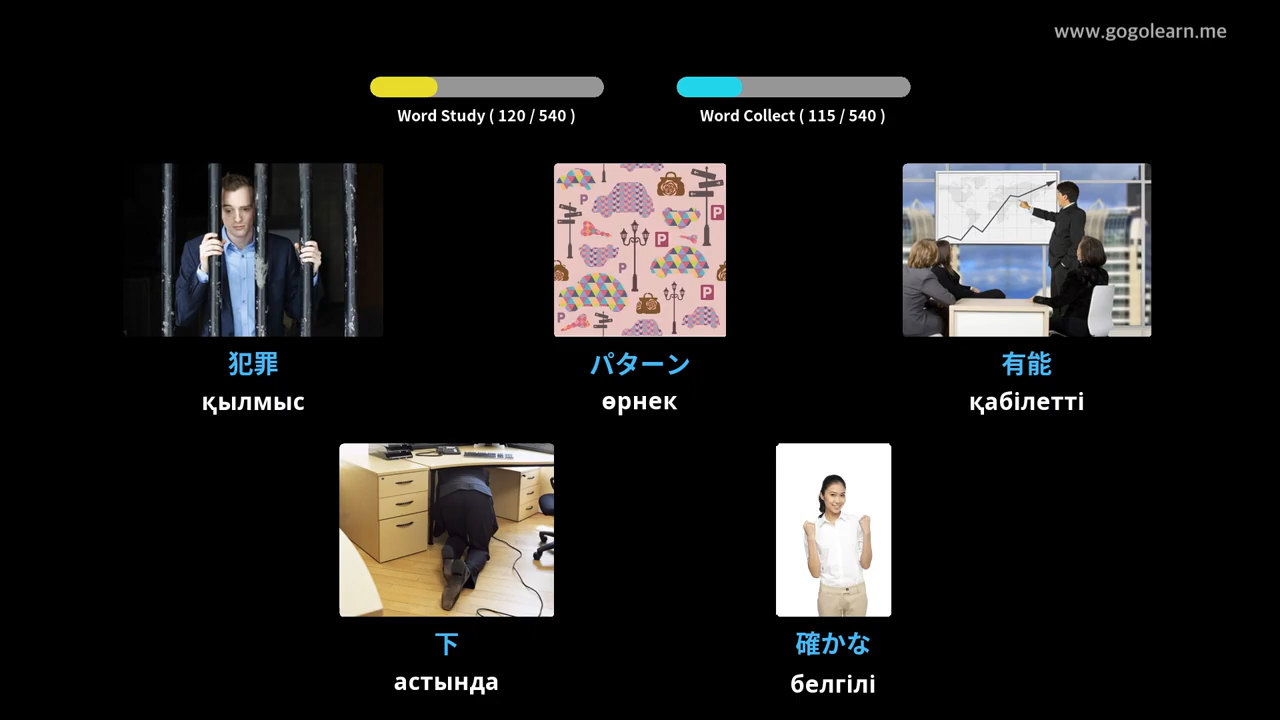 www.gogolearn.me
Word Study ( 120 / 540 )
Word Collect ( 115 / 540 )
P
P
P
P
P
P
犯罪
パターン
有能
қылмыс
өрнек
қабілетті
下
確かな
астында
белгілі